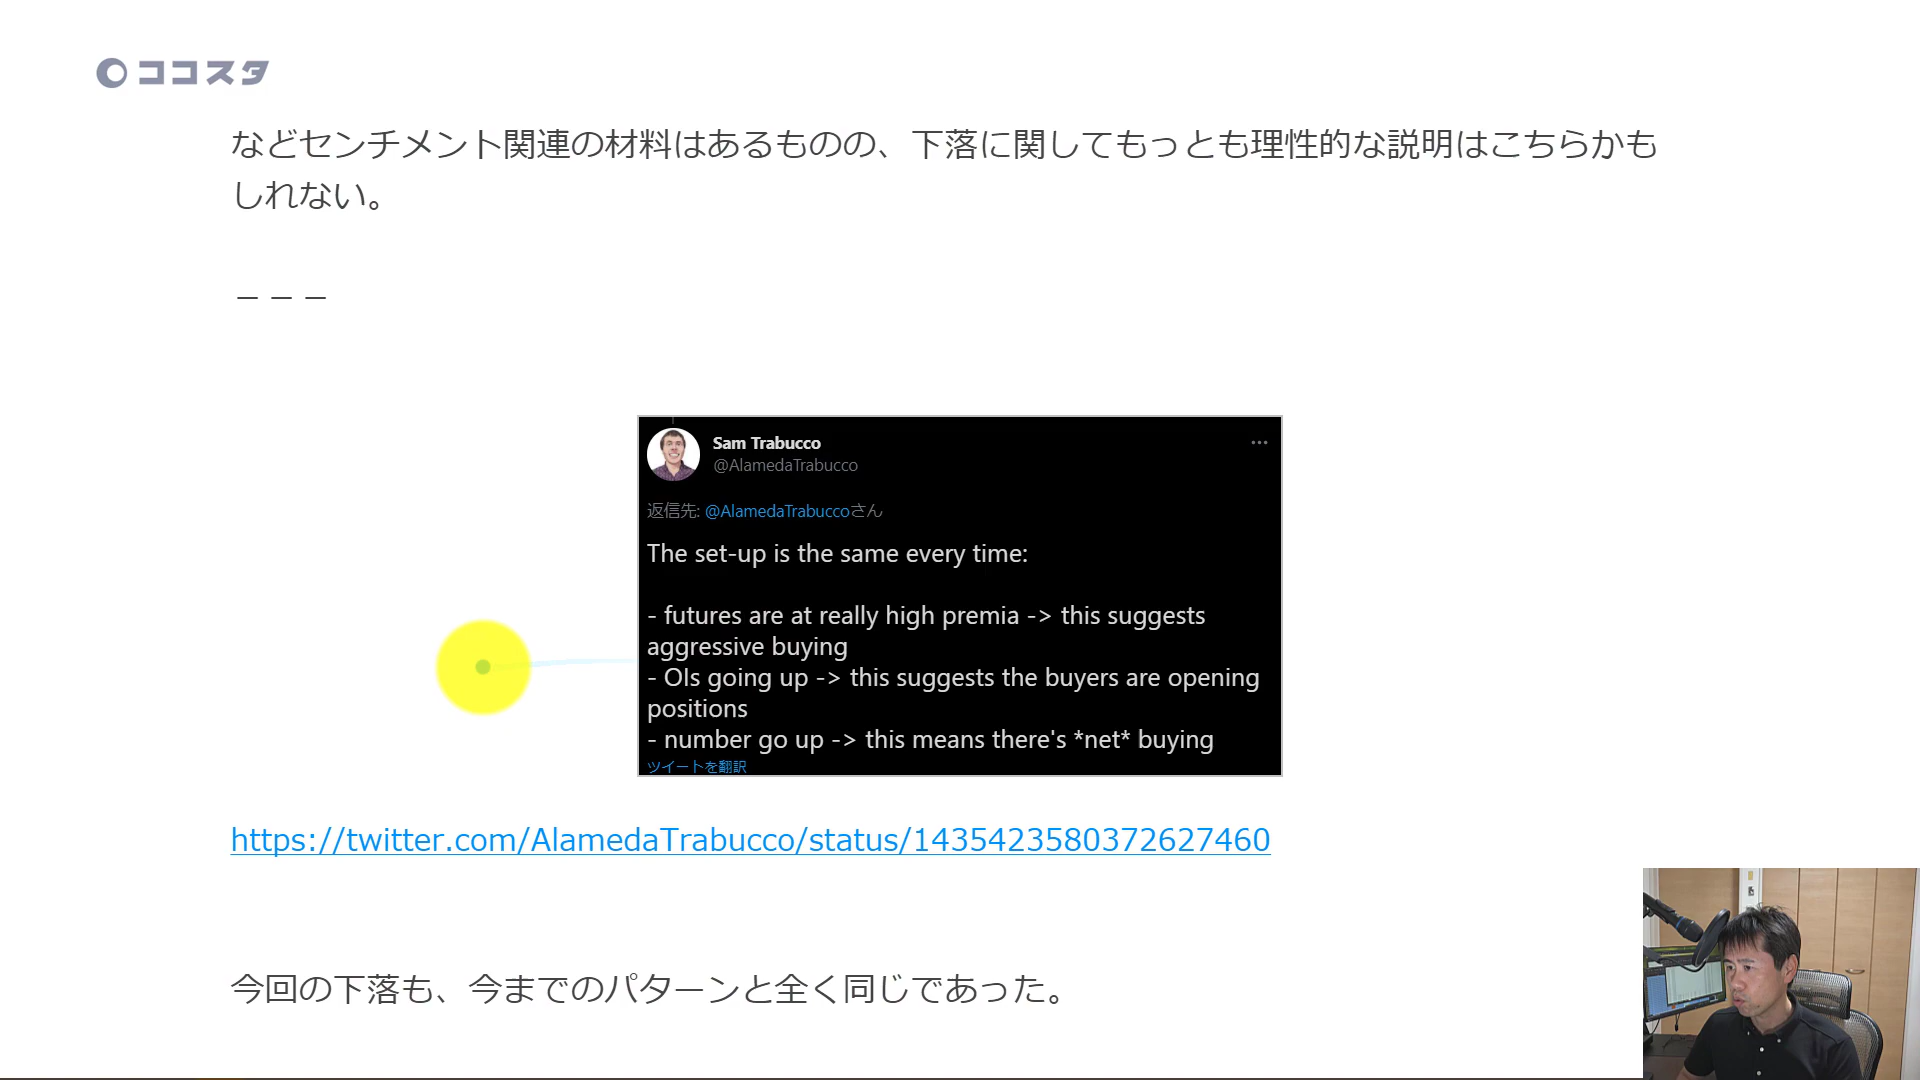 ココスタ
などセンチメント関連の材料はあるものの、下落に関してもっとも理性的な説明はこちらかも
しれない。
－－－
Sam Trabucco
@AlamedaTrabucco
返信先: @AlamedaTrabuccoさん
The set-up is the same every time:
- futures are at really high premia -> this suggests
aggressive buying
- OIs going up -> this suggests the buyers are opening
positions
- number go up -> this means there's *net* buying
ツイートを翻訳
https://twitter.com/AlamedaTrabucco/status/1435423580372627460
今回の下落も、今までのパターンと全く同じであった。